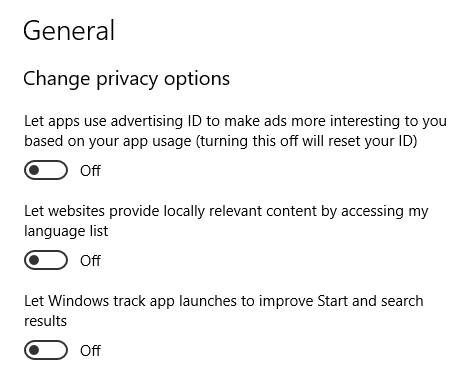 General
Change privacy options
Let apps use advertising ID to make ads more interesting to you
based on your app usage (turning this off will reset your ID)
Off
Let websites provide locally relevant content by accessing my
language list
Off
Let Windows track app launches to improve Start and search
results
Off